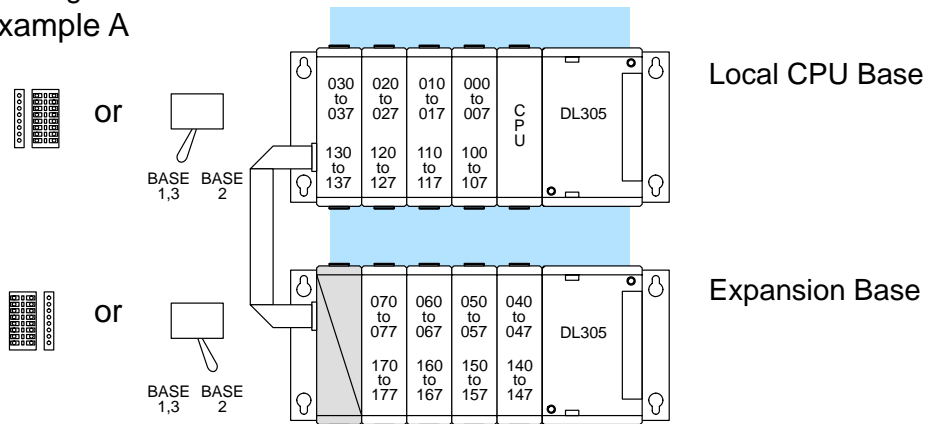 xample A
or
BASE BASE
1,3 2
030 020 010 000
to to to to
037 027 017 007
130 120 110 100
to to to to
137 127 117 107
CPU
DL305
Local CPU Base
or
BASE BASE
1,3 2
070 060 050 040
to to to to
077 067 057 047
170 160 150 140
to to to to
177 167 157 147
DL305
Expansion Base